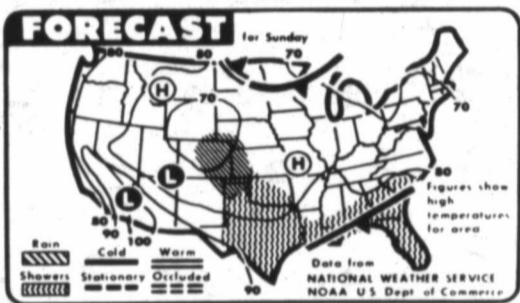 FORECAST for Sunday
80 80 70
H
70
70
H
L
L
80
Figures show
high
temperatures
for area
80
90
100
90
Rain Cold Warm
Showers Stationary Occluded
Data from
NATIONAL WEATHER SERVICE
NOAA U S Dept of Commerce